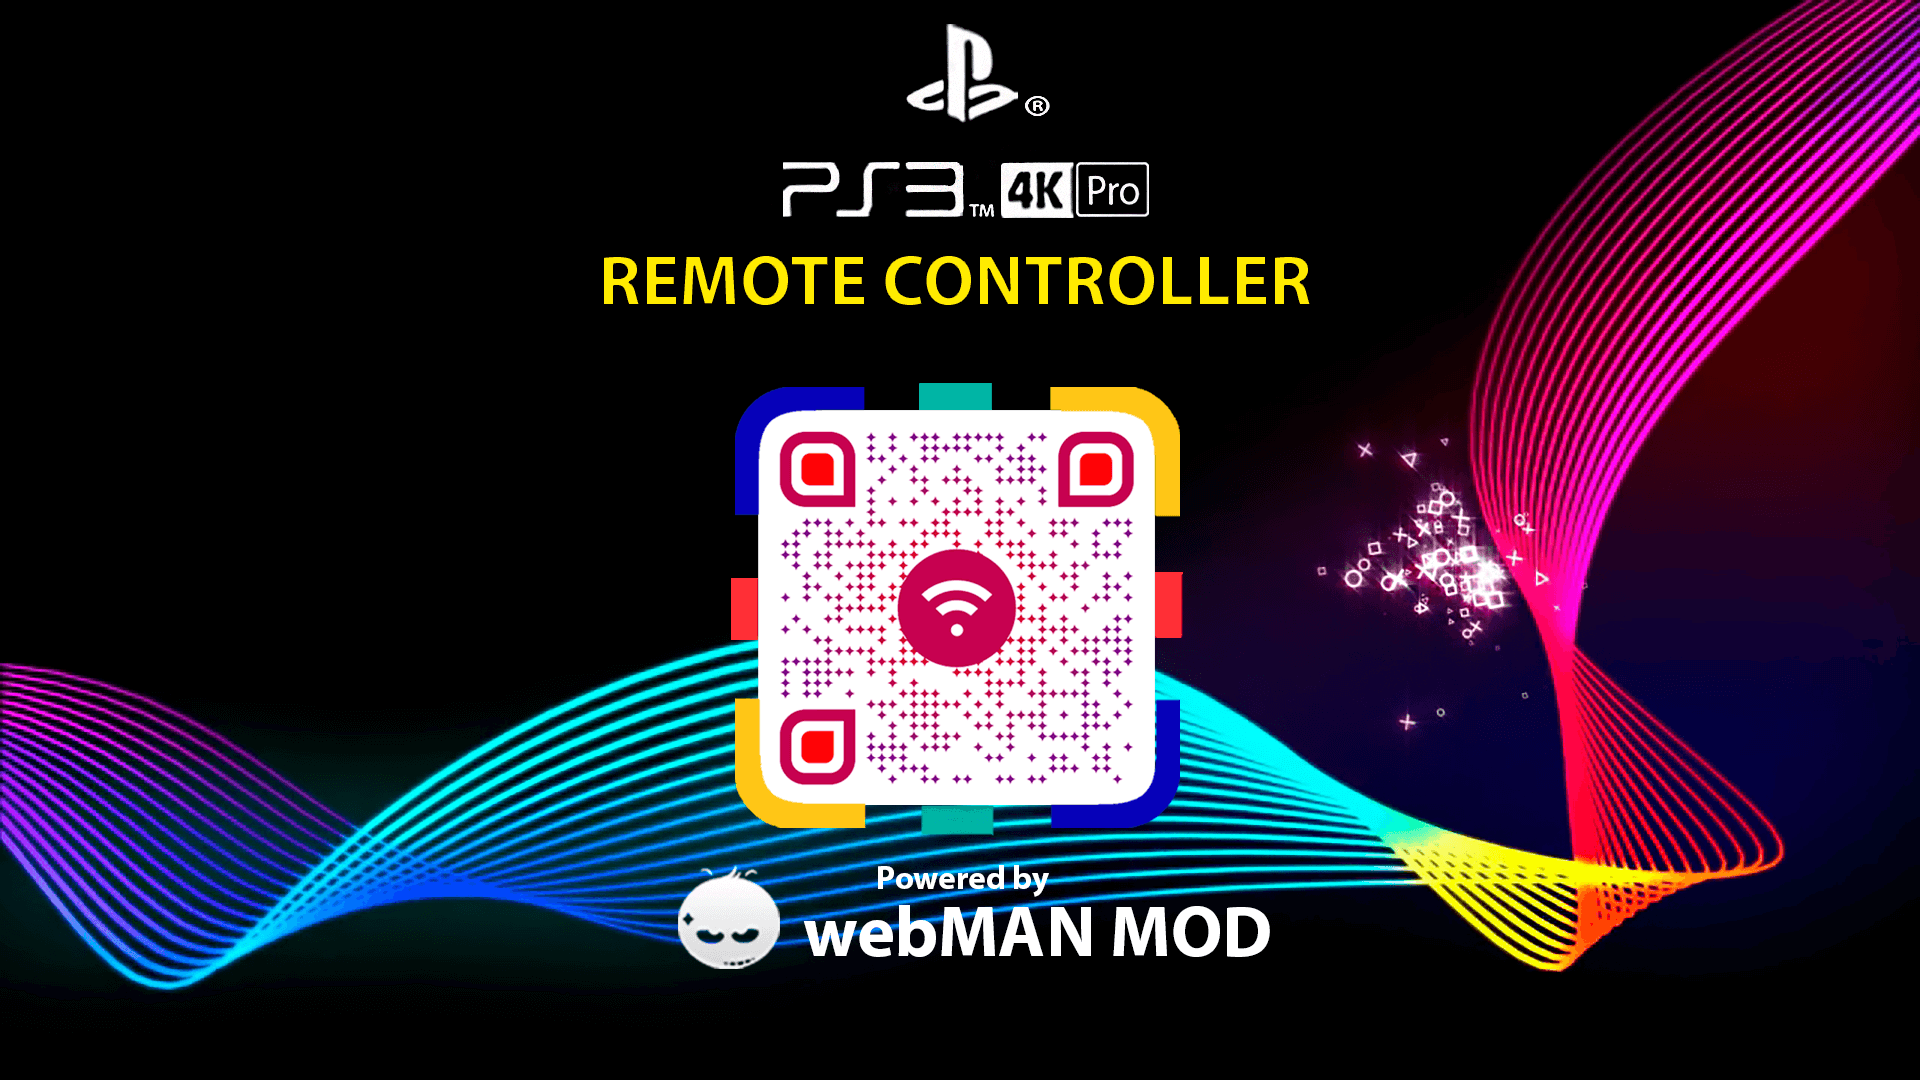 ®
PS3™ 4K Pro
REMOTE CONTROLLER
Powered by
webMAN MOD